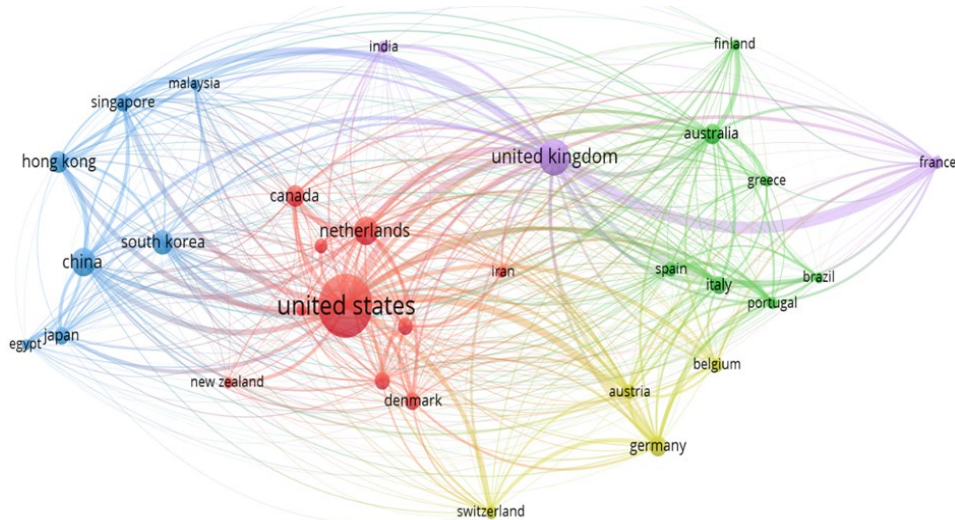 india
finland
malaysia
singapore
australia
united kingdom
hong kong
france
greece
canada
netherlands
south korea
china
iran
spain
italy
brazil
portugal
united states
japan
egypt
belgium
new zealand
austria
denmark
germany
switzerland